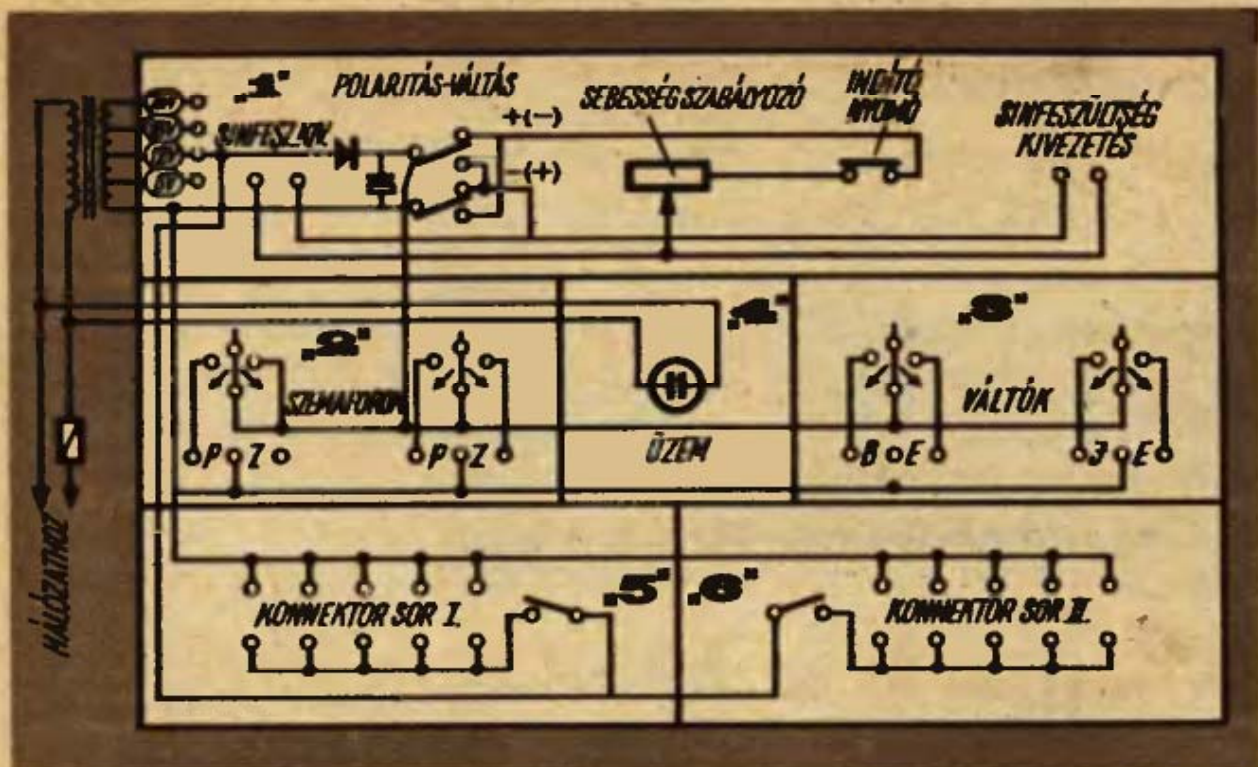 „1"
POLARITÁS-VÁLTÁS
SEBESSÉG SZABÁLYOZÓ
INDÍTÓ
NYOMÓ
SINFESZÜLTSÉG
KIVEZETÉS
+(−)
−(+)
„2"
SZEMAFOROK
P Z
P Z
„4"
ÜZEM
„3"
VÁLTÓK
B E
E
HÁLÓZATHOZ
KONNEKTOR SOR I.
„5"
„6"
KONNEKTOR SOR II.